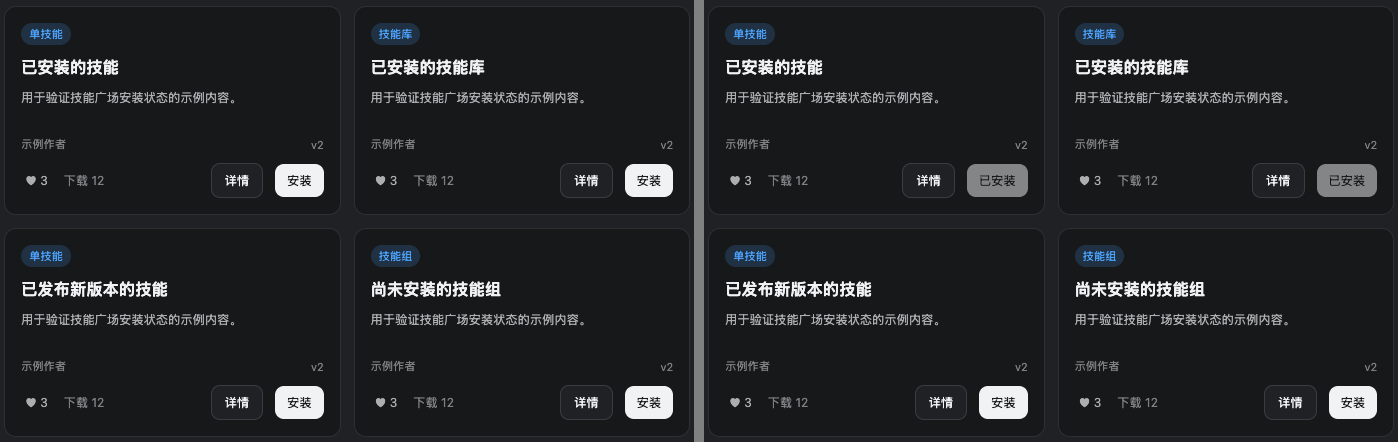 单技能
已安装的技能
用于验证技能广场安装状态的示例内容。
示例作者 v2
3 下载 12 详情 安装
技能库
已安装的技能库
用于验证技能广场安装状态的示例内容。
示例作者 v2
3 下载 12 详情 安装
单技能
已发布新版本的技能
用于验证技能广场安装状态的示例内容。
示例作者 v2
3 下载 12 详情 安装
技能组
尚未安装的技能组
用于验证技能广场安装状态的示例内容。
示例作者 v2
3 下载 12 详情 安装
单技能
已安装的技能
用于验证技能广场安装状态的示例内容。
示例作者 v2
3 下载 12 详情 已安装
技能库
已安装的技能库
用于验证技能广场安装状态的示例内容。
示例作者 v2
3 下载 12 详情 已安装
单技能
已发布新版本的技能
用于验证技能广场安装状态的示例内容。
示例作者 v2
3 下载 12 详情 安装
技能组
尚未安装的技能组
用于验证技能广场安装状态的示例内容。
示例作者 v2
3 下载 12 详情 安装